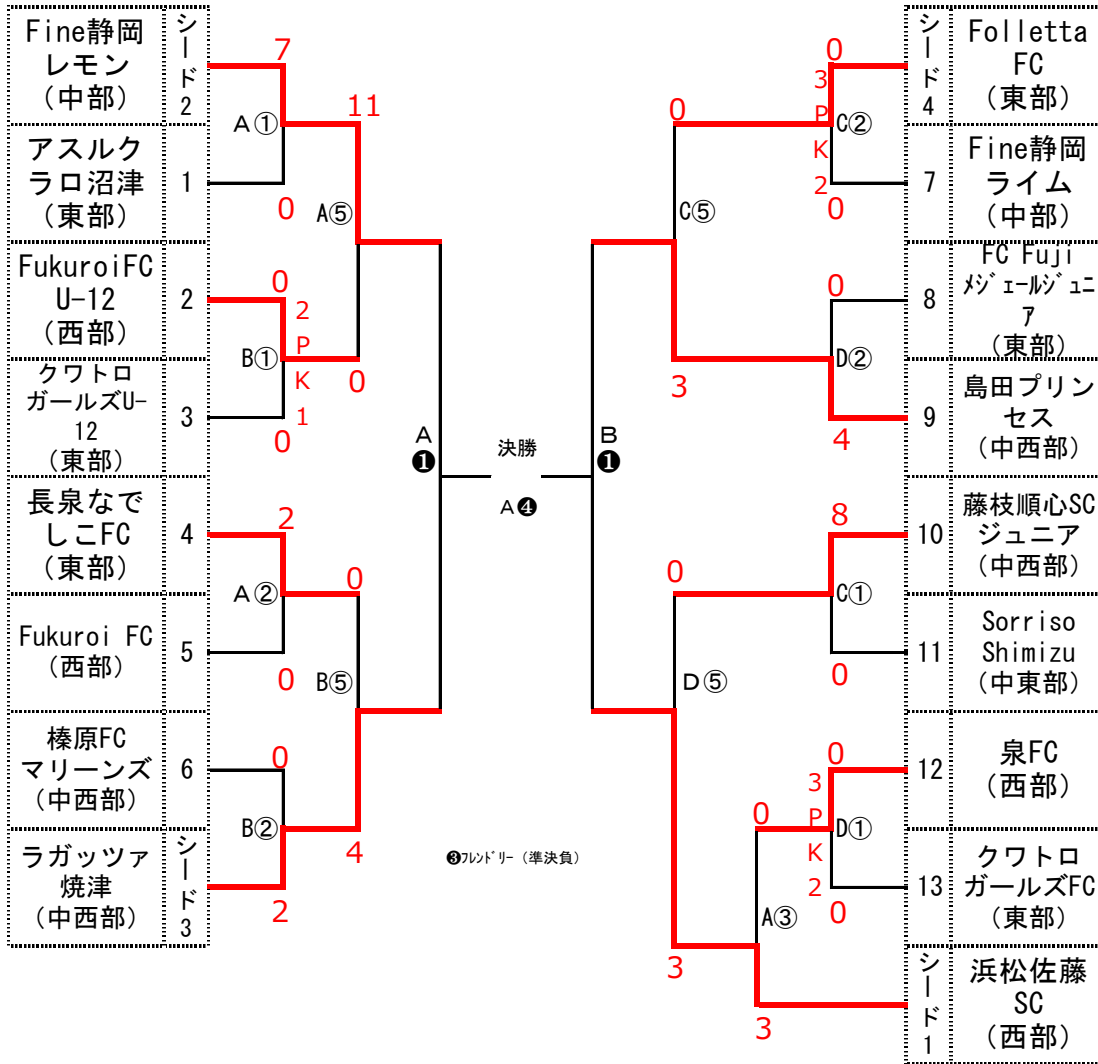 Fine静岡
レモン
(中部)
シード2
アスルク
ラロ沼津
(東部)
1
FukuroiFC
U-12
(西部)
2
クワトロ
ガールズU-
12
(東部)
3
長泉なで
しこFC
(東部)
4
Fukuroi FC
(西部)
5
榛原FC
マリーンズ
(中西部)
6
ラガッツァ
焼津
(中西部)
シード3
7
A①
0
11
A⑤
0
2
P
K
1
B①
0
0
2
A②
0
0
B⑤
0
B②
2
4
A
❶
決勝
A❹
B
❶
❸フレンドリー (準決負)
0
C⑤
3
0
3
P
K
2
C②
0
0
D②
4
0
D⑤
3
8
C①
0
0
3
P
K
2
D①
0
0
A③
3
シード4
Folletta
FC
(東部)
7
Fine静岡
ライム
(中部)
8
FC Fuji
メジェールジュニ
ア
(東部)
9
島田プリン
セス
(中西部)
10
藤枝順心SC
ジュニア
(中西部)
11
Sorriso
Shimizu
(中東部)
12
泉FC
(西部)
13
クワトロ
ガールズFC
(東部)
シード1
浜松佐藤
SC
(西部)